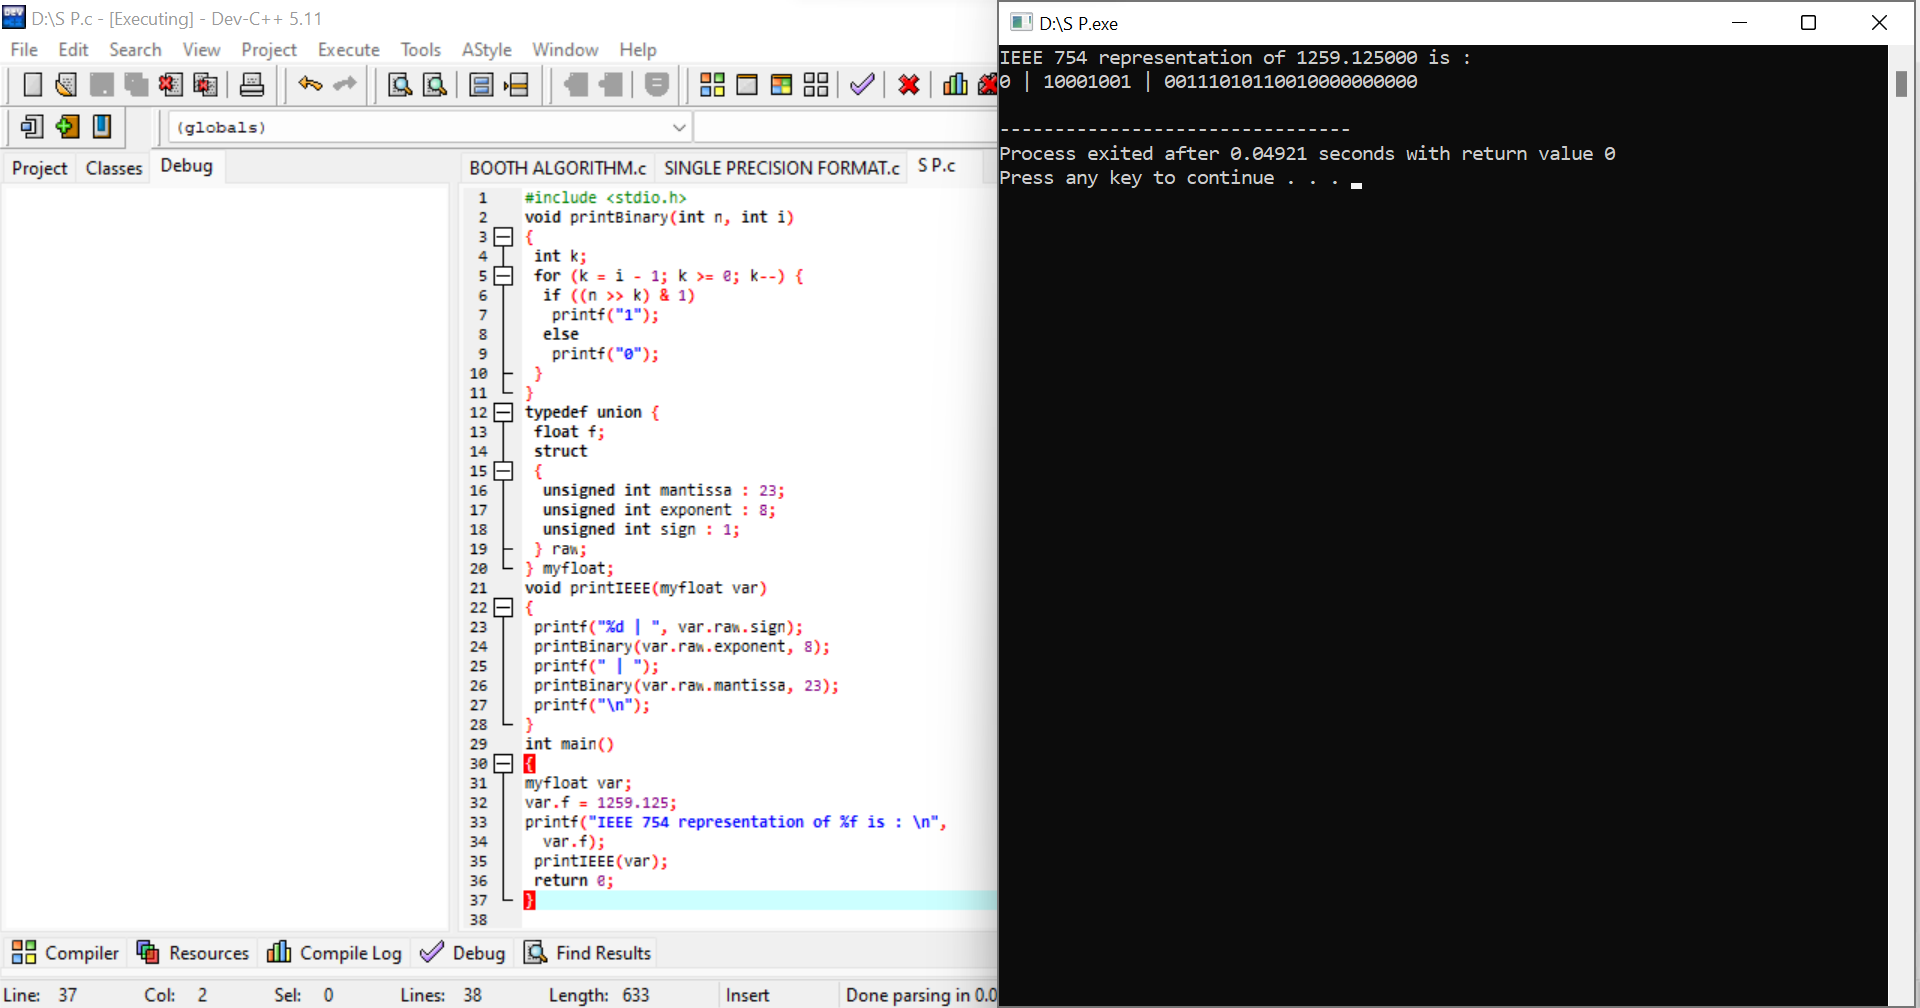 D:\S P.c - [Executing] - Dev-C++ 5.11
File Edit Search View Project Execute Tools AStyle Window Help
(globals)
Project Classes Debug
BOOTH ALGORITHM.c SINGLE PRECISION FORMAT.c S P.c
1 #include <stdio.h>
2 void printBinary(int n, int i)
3 {
4 int k;
5 for (k = i - 1; k >= 0; k--) {
6 if ((n >> k) & 1)
7 printf("1");
8 else
9 printf("0");
10 }
11 }
12 typedef union {
13 float f;
14 struct
15 {
16 unsigned int mantissa : 23;
17 unsigned int exponent : 8;
18 unsigned int sign : 1;
19 } raw;
20 } myfloat;
21 void printIEEE(myfloat var)
22 {
23 printf("%d | ", var.raw.sign);
24 printBinary(var.raw.exponent, 8);
25 printf(" | ");
26 printBinary(var.raw.mantissa, 23);
27 printf("\n");
28 }
29 int main()
30 {
31 myfloat var;
32 var.f = 1259.125;
33 printf("IEEE 754 representation of %f is : \n",
34 var.f);
35 printIEEE(var);
36 return 0;
37 }
38
Compiler Resources Compile Log Debug Find Results
Line: 37 Col: 2 Sel: 0 Lines: 38 Length: 633 Insert Done parsing in 0.0
D:\S P.exe
IEEE 754 representation of 1259.125000 is :
0 | 10001001 | 00111010110010000000000
--------------------------------
Process exited after 0.04921 seconds with return value 0
Press any key to continue . . .